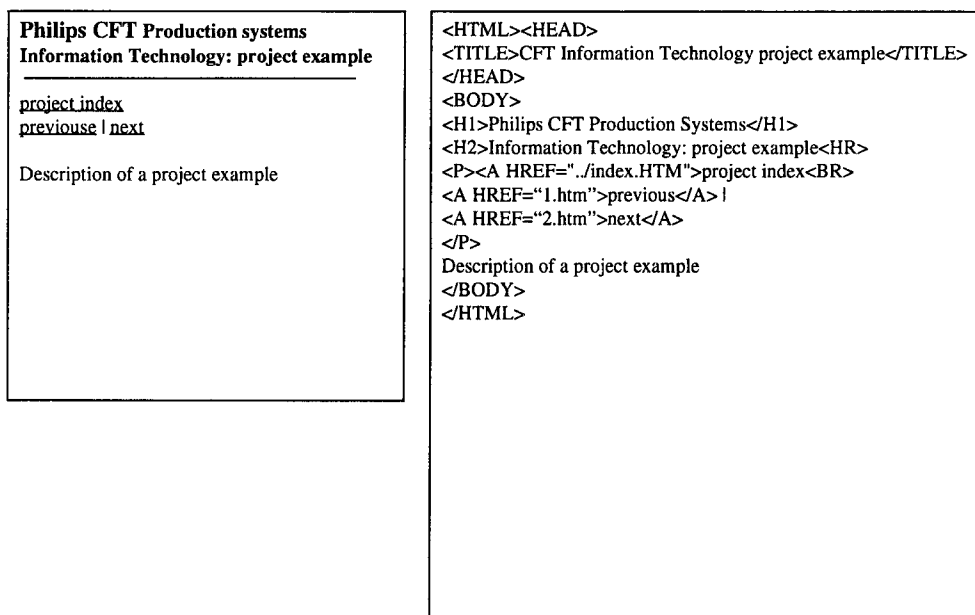 Philips CFT Production systems
Information Technology: project example
project index
previouse | next
Description of a project example
<HTML><HEAD>
<TITLE>CFT Information Technology project example</TITLE>
</HEAD>
<BODY>
<H1>Philips CFT Production Systems</H1>
<H2>Information Technology: project example<HR>
<P><A HREF="../index.HTM">project index<BR>
<A HREF="1.htm">previous</A> |
<A HREF="2.htm">next</A>
</P>
Description of a project example
</BODY>
</HTML>